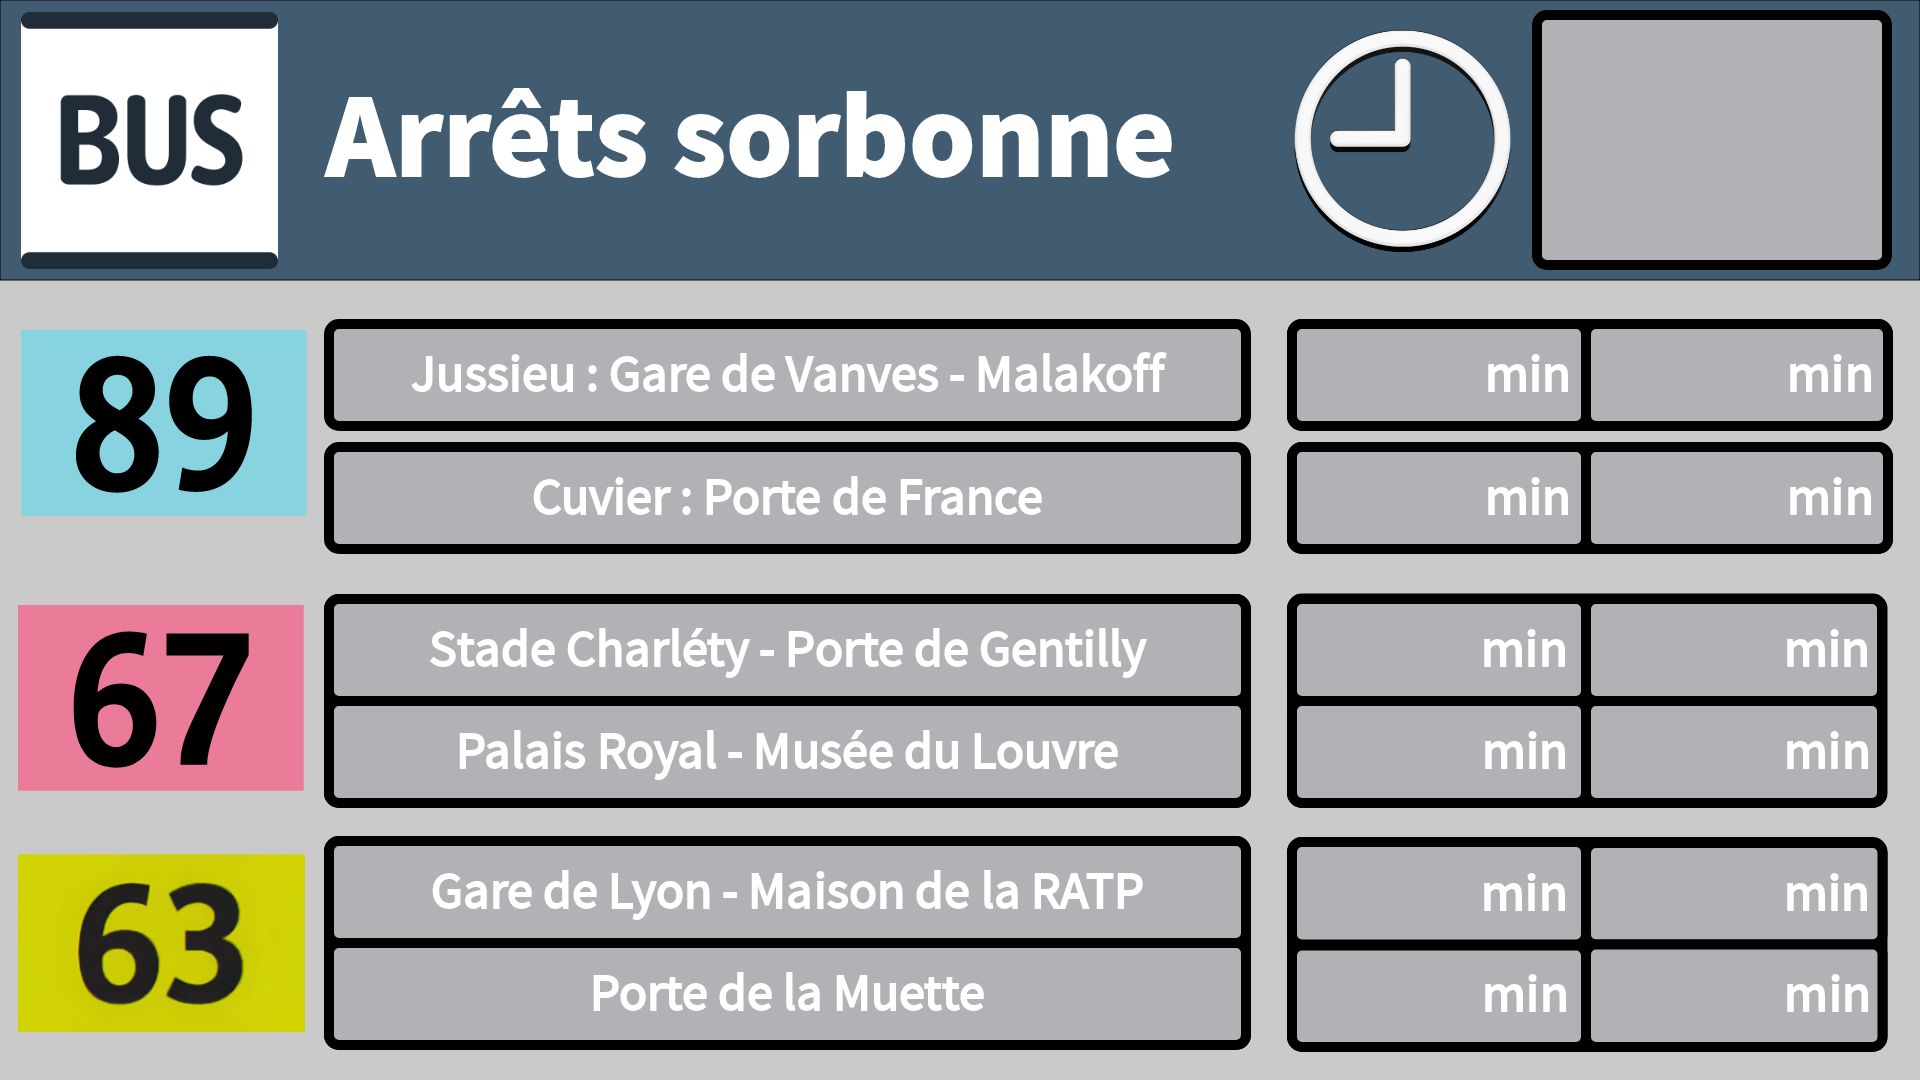 BUS
Arrêts sorbonne
89
Jussieu : Gare de Vanves - Malakoff
min
min
Cuvier : Porte de France
min
min
67
Stade Charléty - Porte de Gentilly
min
min
Palais Royal - Musée du Louvre
min
min
63
Gare de Lyon - Maison de la RATP
min
min
Porte de la Muette
min
min